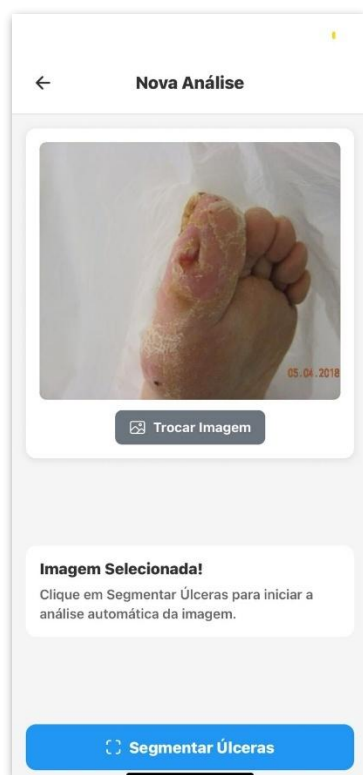 Nova Análise
05.04.2018
Trocar Imagem
Imagem Selecionada!
Clique em Segmentar Úlceras para iniciar a
análise automática da imagem.
Segmentar Úlceras